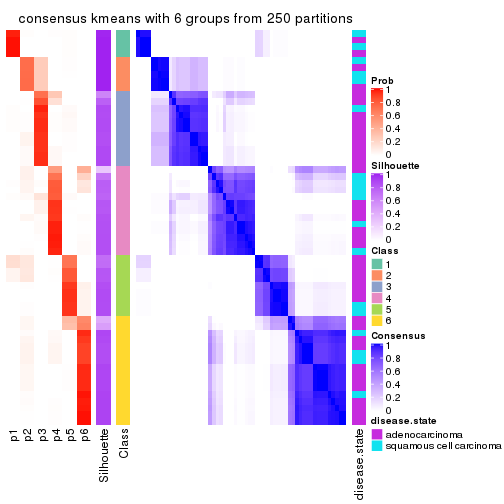 consensus kmeans with 6 groups from 250 partitions
Prob
1
0.8
0.6
0.4
0.2
0
Silhouette
1
0.8
0.6
0.4
0.2
0
Class
1
2
3
4
5
6
Consensus
1
0.8
0.6
0.4
0.2
0
disease.state
adenocarcinoma
squamous cell carcinoma
p1
p2
p3
p4
p5
p6
Silhouette
Class
disease.state